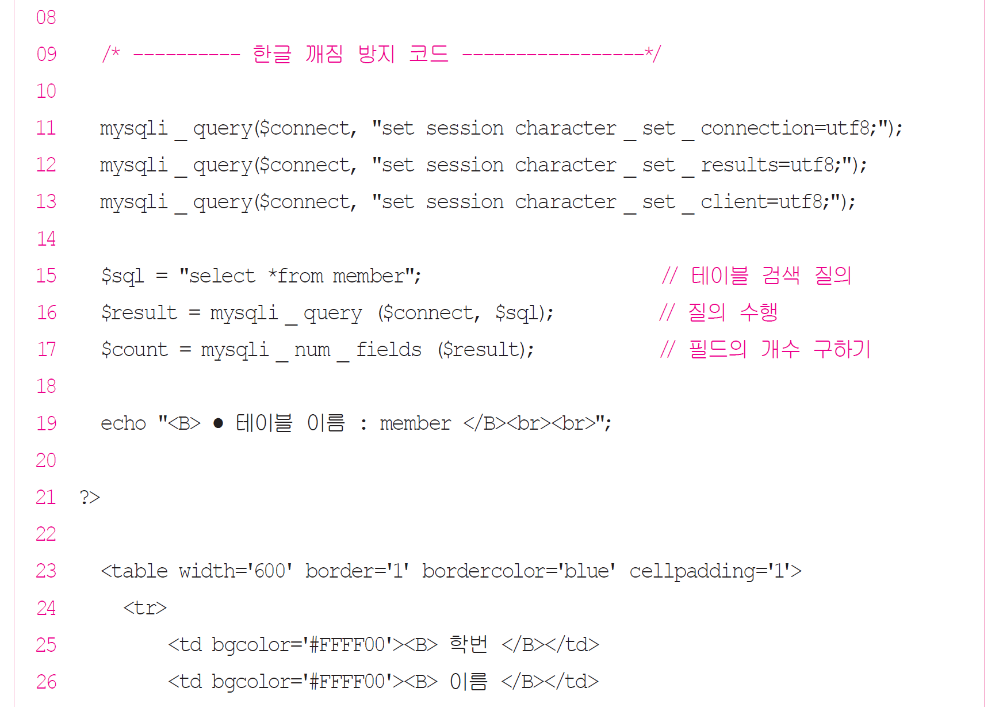 08
09 /* ---------- 한글 깨짐 방지 코드 -----------------*/
10
11 mysqli_query($connect, "set session character_set_connection=utf8;");
12 mysqli_query($connect, "set session character_set_results=utf8;");
13 mysqli_query($connect, "set session character_set_client=utf8;");
14
15 $sql = "select *from member"; // 테이블 검색 질의
16 $result = mysqli_query ($connect, $sql); // 질의 수행
17 $count = mysqli_num_fields ($result); // 필드의 개수 구하기
18
19 echo "<B> ● 테이블 이름 : member </B><br><br>";
20
21 ?>
22
23 <table width='600' border='1' bordercolor='blue' cellpadding='1'>
24 <tr>
25 <td bgcolor='#FFFF00'><B> 학번 </B></td>
26 <td bgcolor='#FFFF00'><B> 이름 </B></td>